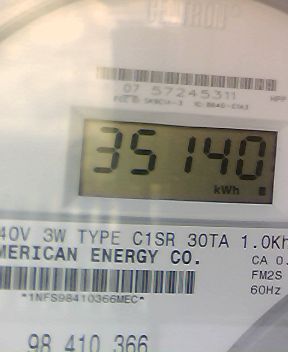 CENTRON
07 57245311
35140
kWh
40V 3W TYPE C1SR 30TA 1.0Kh
MERICAN ENERGY CO.
CA 0.
FM2S
60Hz
*1NFS98410366MEC*
98 410 366